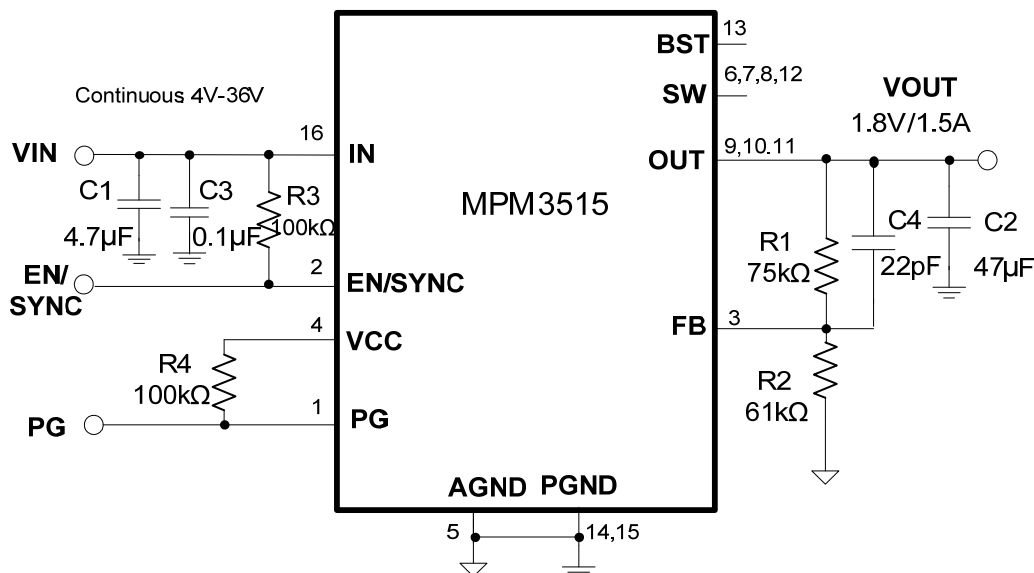 13
BST
6,7,8,12
SW
Continuous 4V-36V
VOUT
1.8V/1.5A
16
9,10.11
VIN
IN
OUT
C1
C3
R3
MPM3515
100kΩ
4.7µF
0.1µF
C4
C2
R1
75kΩ
22pF
47µF
EN/
SYNC
2
EN/SYNC
4
VCC
FB
3
R4
100kΩ
R2
61kΩ
1
PG
PG
AGND
PGND
5
14,15